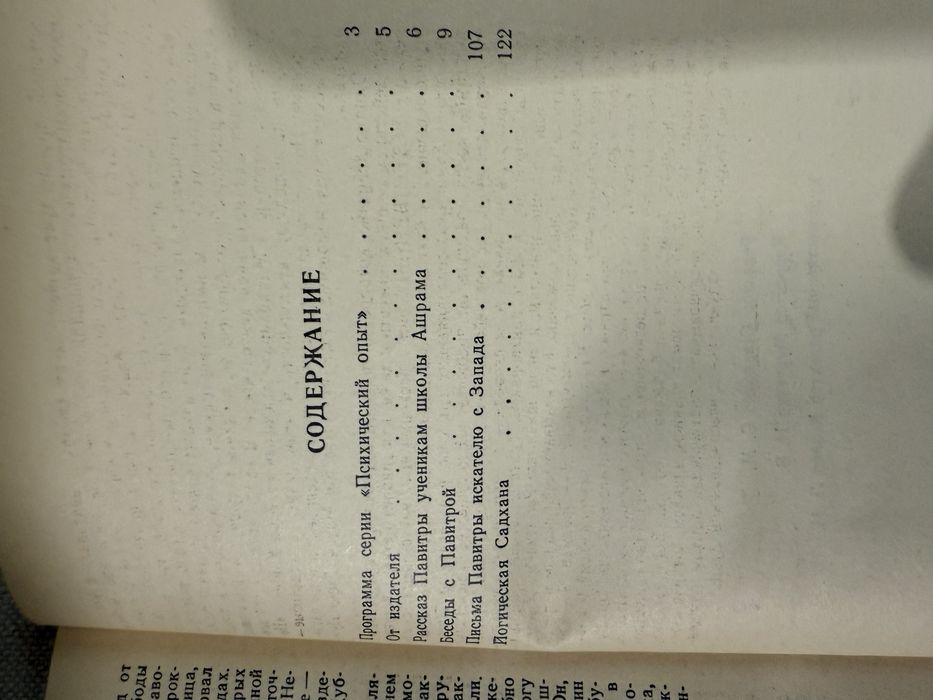 СОДЕРЖАНИЕ
Программа серии «Психический опыт» . . . . . . . 3
От издателя . . . . . . . . . . . . 5
Рассказ Павитры ученикам школы Ашрама . . . . . . 6
Беседы с Павитрой . . . . . . . . . . 9
Письма Павитры искателю с Запада . . . . . . . 107
Йогическая Садхана . . . . . . . . . . 122